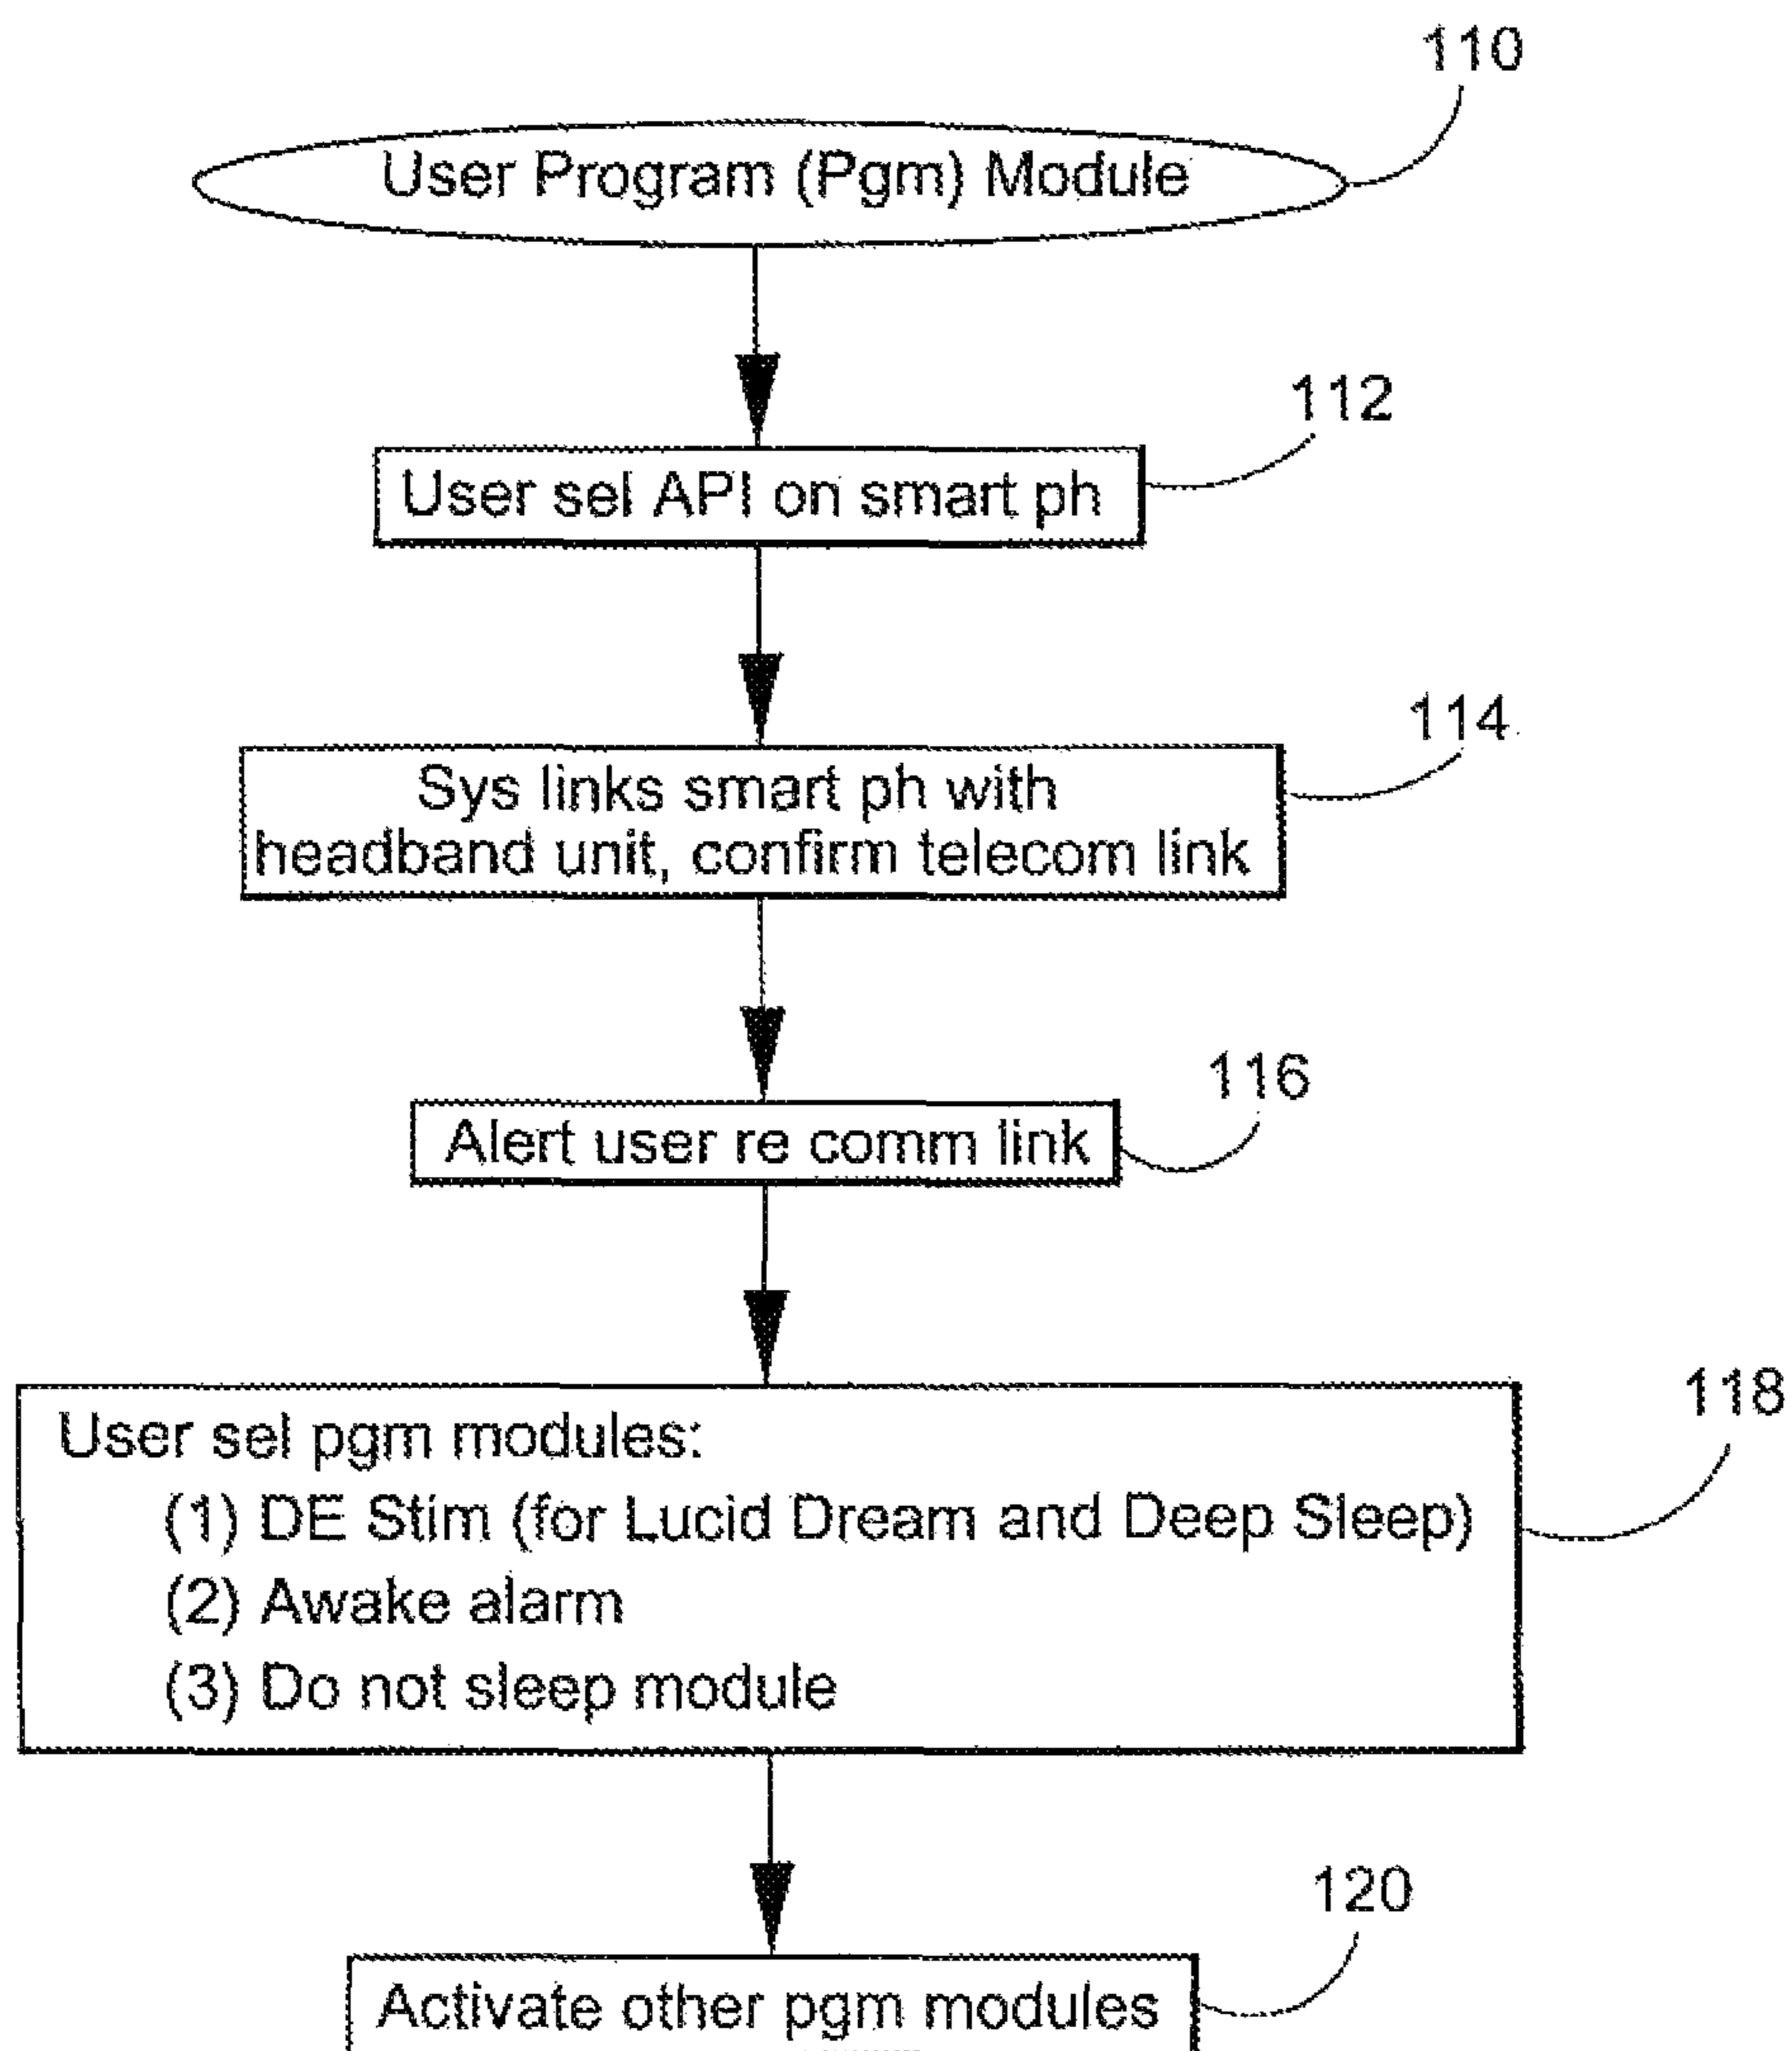 110
User Program (Pgm) Module
112
User sel API on smart ph
114
Sys links smart ph with
headband unit, confirm telecom link
116
Alert user re comm link
118
User sel pgm modules:
(1) DE Stim (for Lucid Dream and Deep Sleep)
(2) Awake alarm
(3) Do not sleep module
120
Activate other pgm modules